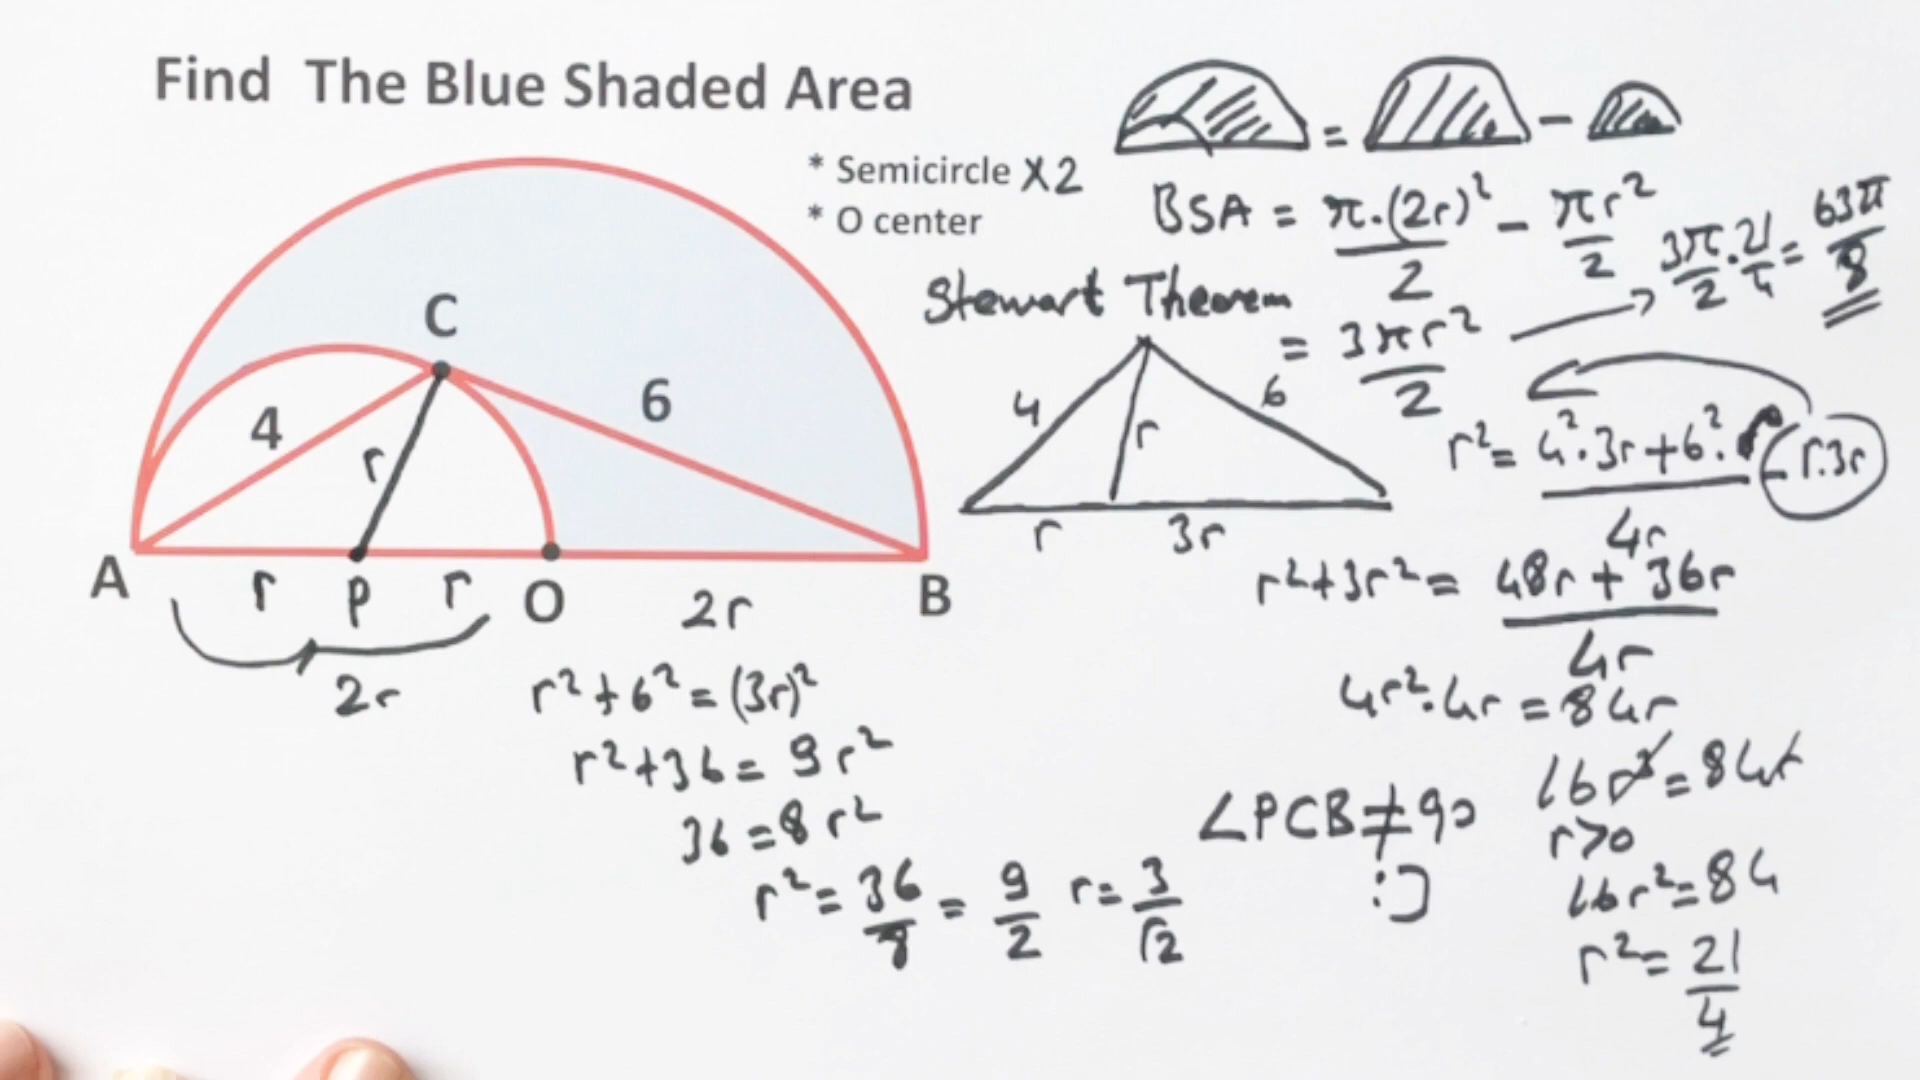 Find The Blue Shaded Area
* Semicircle X2
* O center
C
4
6
r
A
r
P
r
O
2r
B
2r
r²+6²=(3r)²
r²+36=9r²
36=8r²
r²=36/8=9/2 r=3/√2
=
-
BSA = π.(2r)²/2 - πr²/2
= 3πr²/2 → 3π/2.21/4=63π/8
Stewart Theorem
4
r
6
r
3r
r²=4².3r+6².r/4r - r.3r
r²+3r²=48r+36r/4r
4r².4r=84r
16r³=84r
r>0
16r²=84
r²=21/4
∠PCB≠90
:)